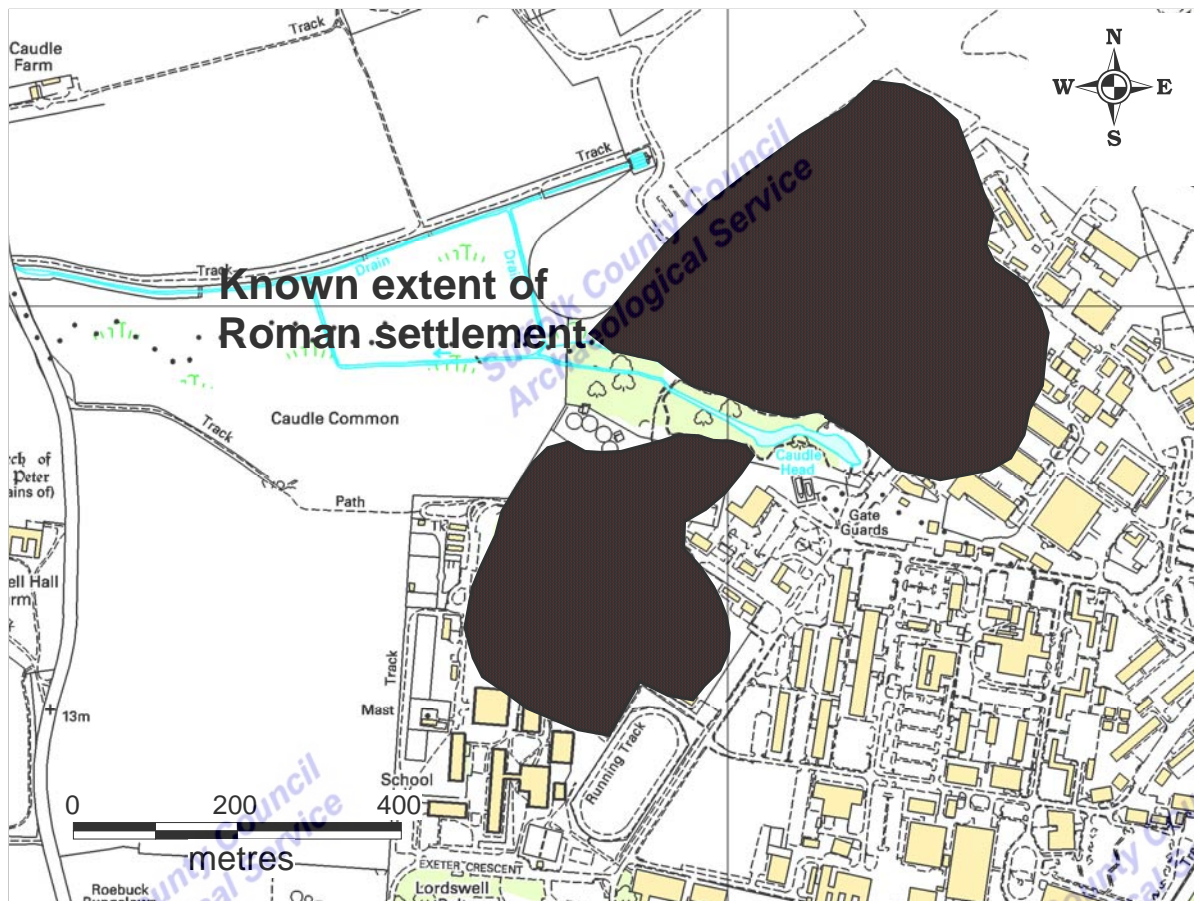 Track
Caudle
Farm
N
W E
S
Track
Suffolk County Council
Archaeological Service
Track
Drain
Drain
Known extent of
Roman settlement
Caudle Common
Track
Caudle
Head
Path
Tk
Gate
Guards
Peter
Track
Mast
13m
Running Track
School
0 200 400
metres
EXETER CRESCENT
Lordswell
Roebuck